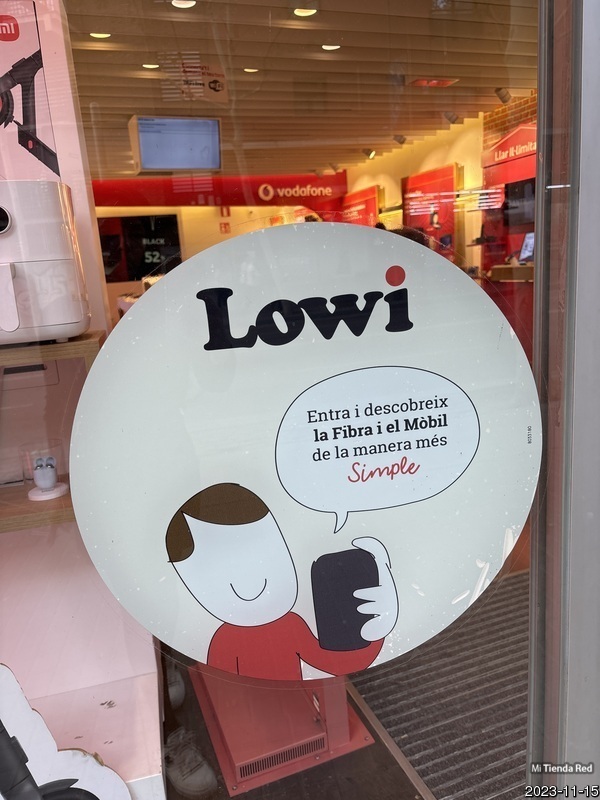 mi
vodafone
Llar il·limita
BLACK
52
Lowi
Entra i descobreix
la Fibra i el Mòbil
de la manera més
Simple
Mi Tienda Red
2023-11-15